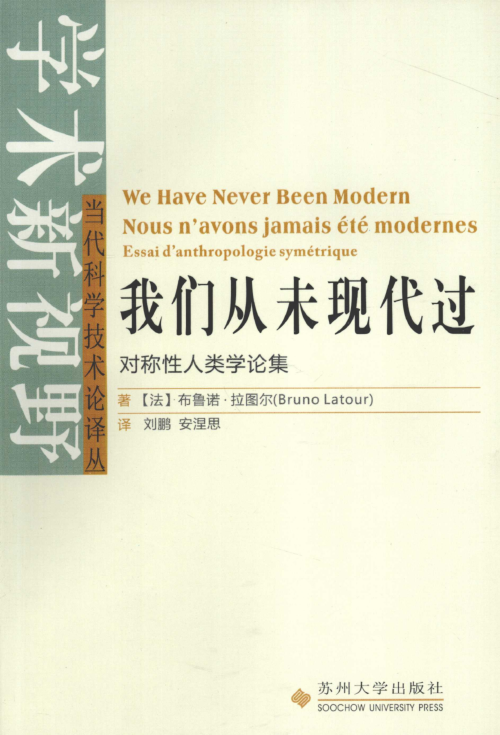 学术新视野
当代科学技术论译丛
We Have Never Been Modern
Nous n'avons jamais été modernes
Essai d'anthropologie symétrique
我们从未现代过
对称性人类学论集
著 【法】·布鲁诺·拉图尔(Bruno Latour)
译 刘鹏 安涅思
苏州大学出版社
SOOCHOW UNIVERSITY PRESS